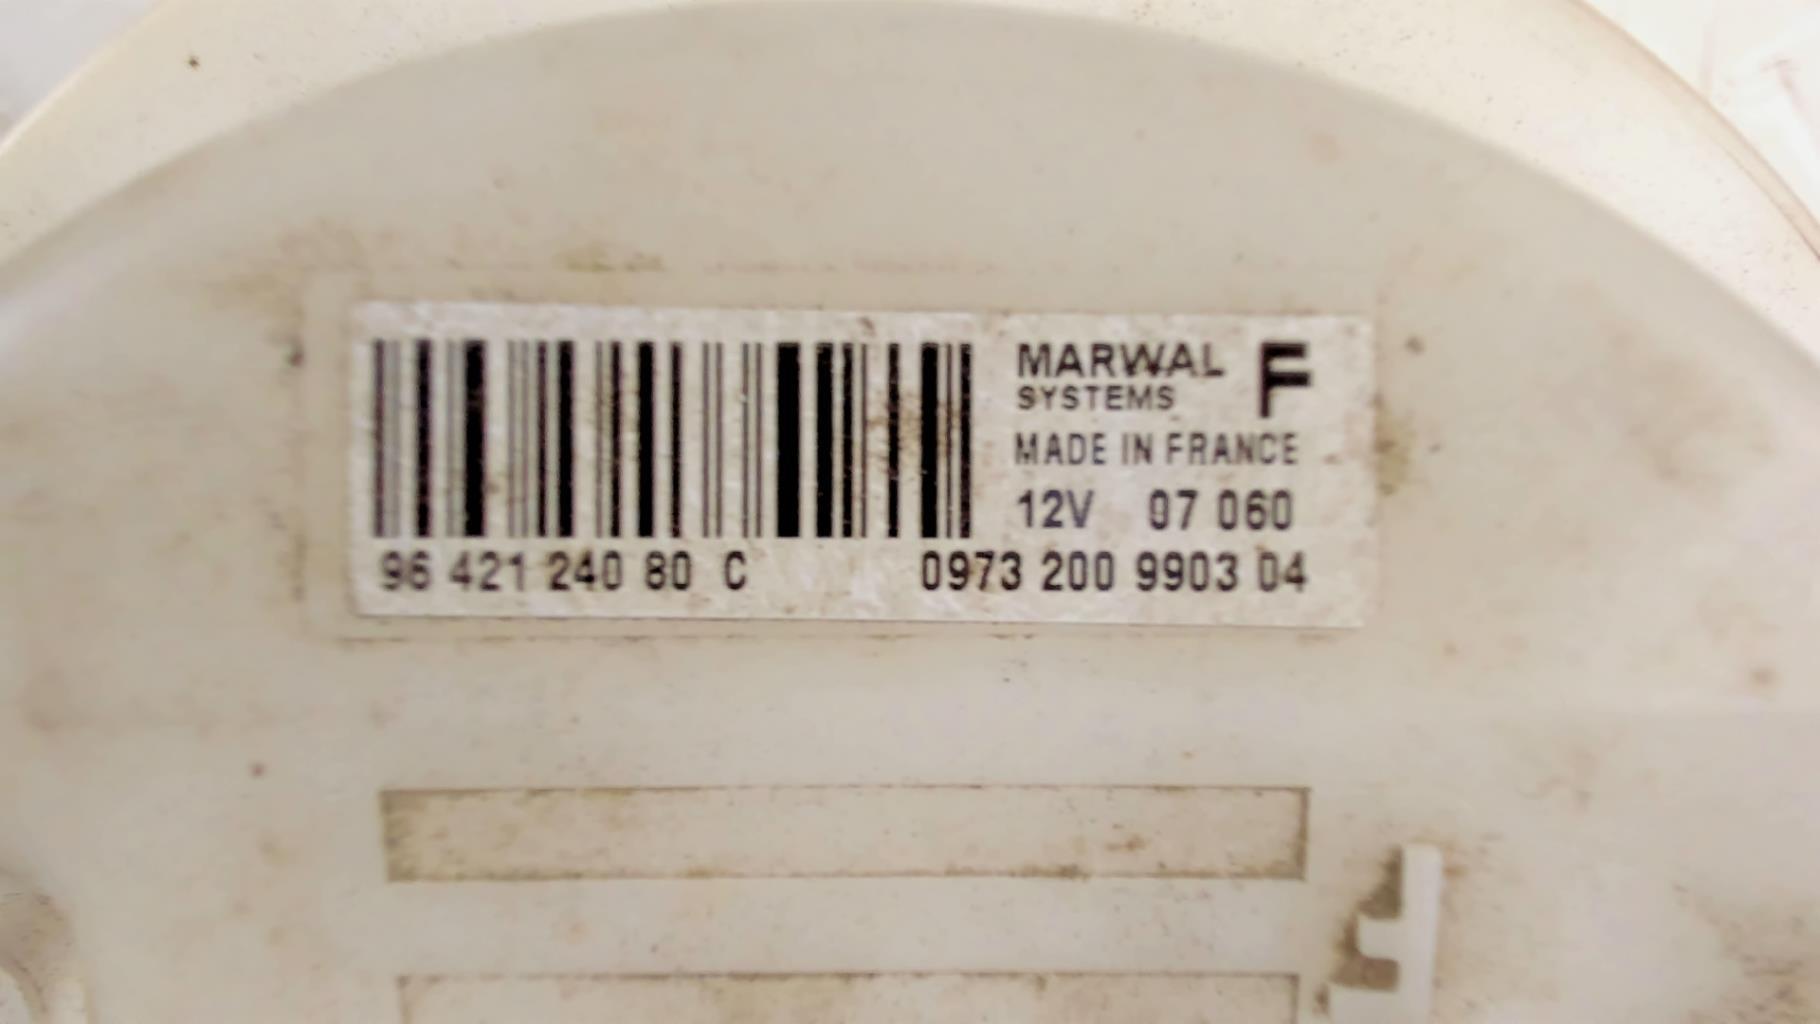 MARWAL F
SYSTEMS
MADE IN FRANCE
12V 07 060
96 421 240 80 C 0973 200 9903 04